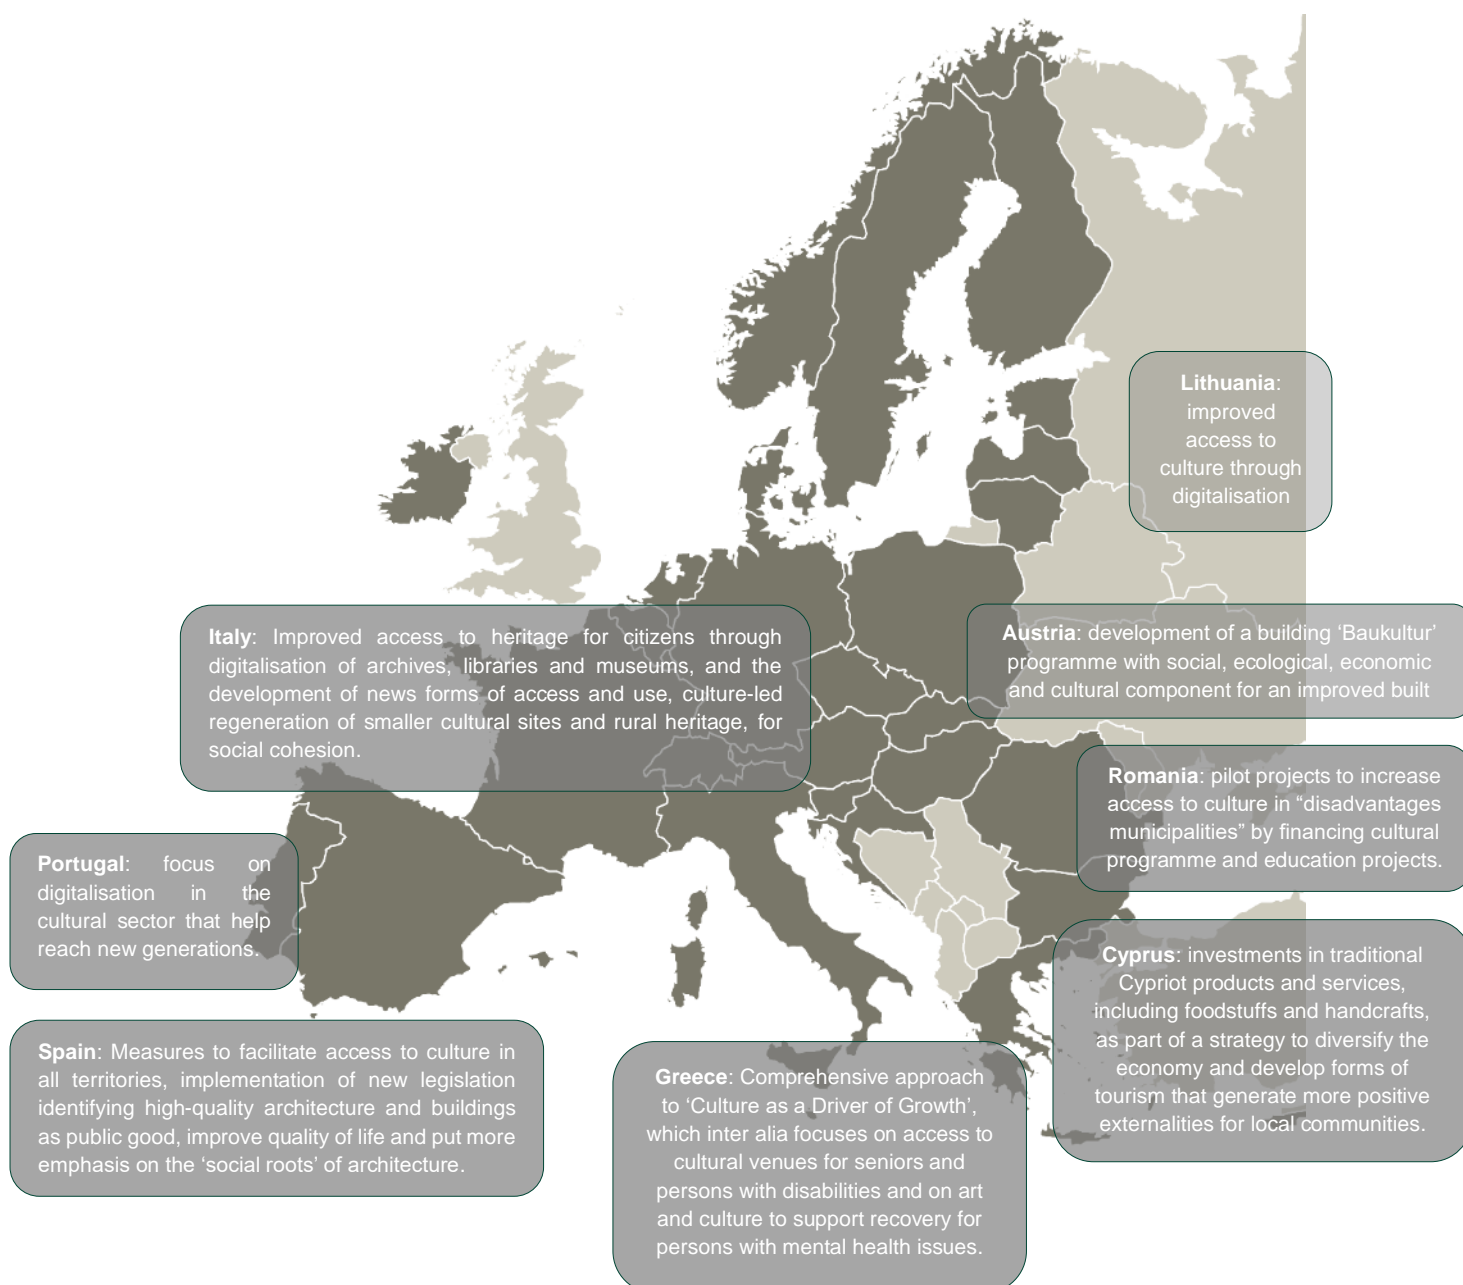 Lithuania:
improved
access to
culture through
digitalisation
Italy: Improved access to heritage for citizens through
digitalisation of archives, libraries and museums, and the
development of news forms of access and use, culture-led
regeneration of smaller cultural sites and rural heritage, for
social cohesion.
Austria: development of a building ‘Baukultur’
programme with social, ecological, economic
and cultural component for an improved built
Romania: pilot projects to increase
access to culture in “disadvantages
municipalities” by financing cultural
programme and education projects.
Portugal: focus on
digitalisation in the
cultural sector that help
reach new generations.
Cyprus: investments in traditional
Cypriot products and services,
including foodstuffs and handcrafts,
as part of a strategy to diversify the
economy and develop forms of
tourism that generate more positive
externalities for local communities.
Spain: Measures to facilitate access to culture in
all territories, implementation of new legislation
identifying high-quality architecture and buildings
as public good, improve quality of life and put more
emphasis on the ‘social roots’ of architecture.
Greece: Comprehensive approach
to ‘Culture as a Driver of Growth’,
which inter alia focuses on access to
cultural venues for seniors and
persons with disabilities and on art
and culture to support recovery for
persons with mental health issues.